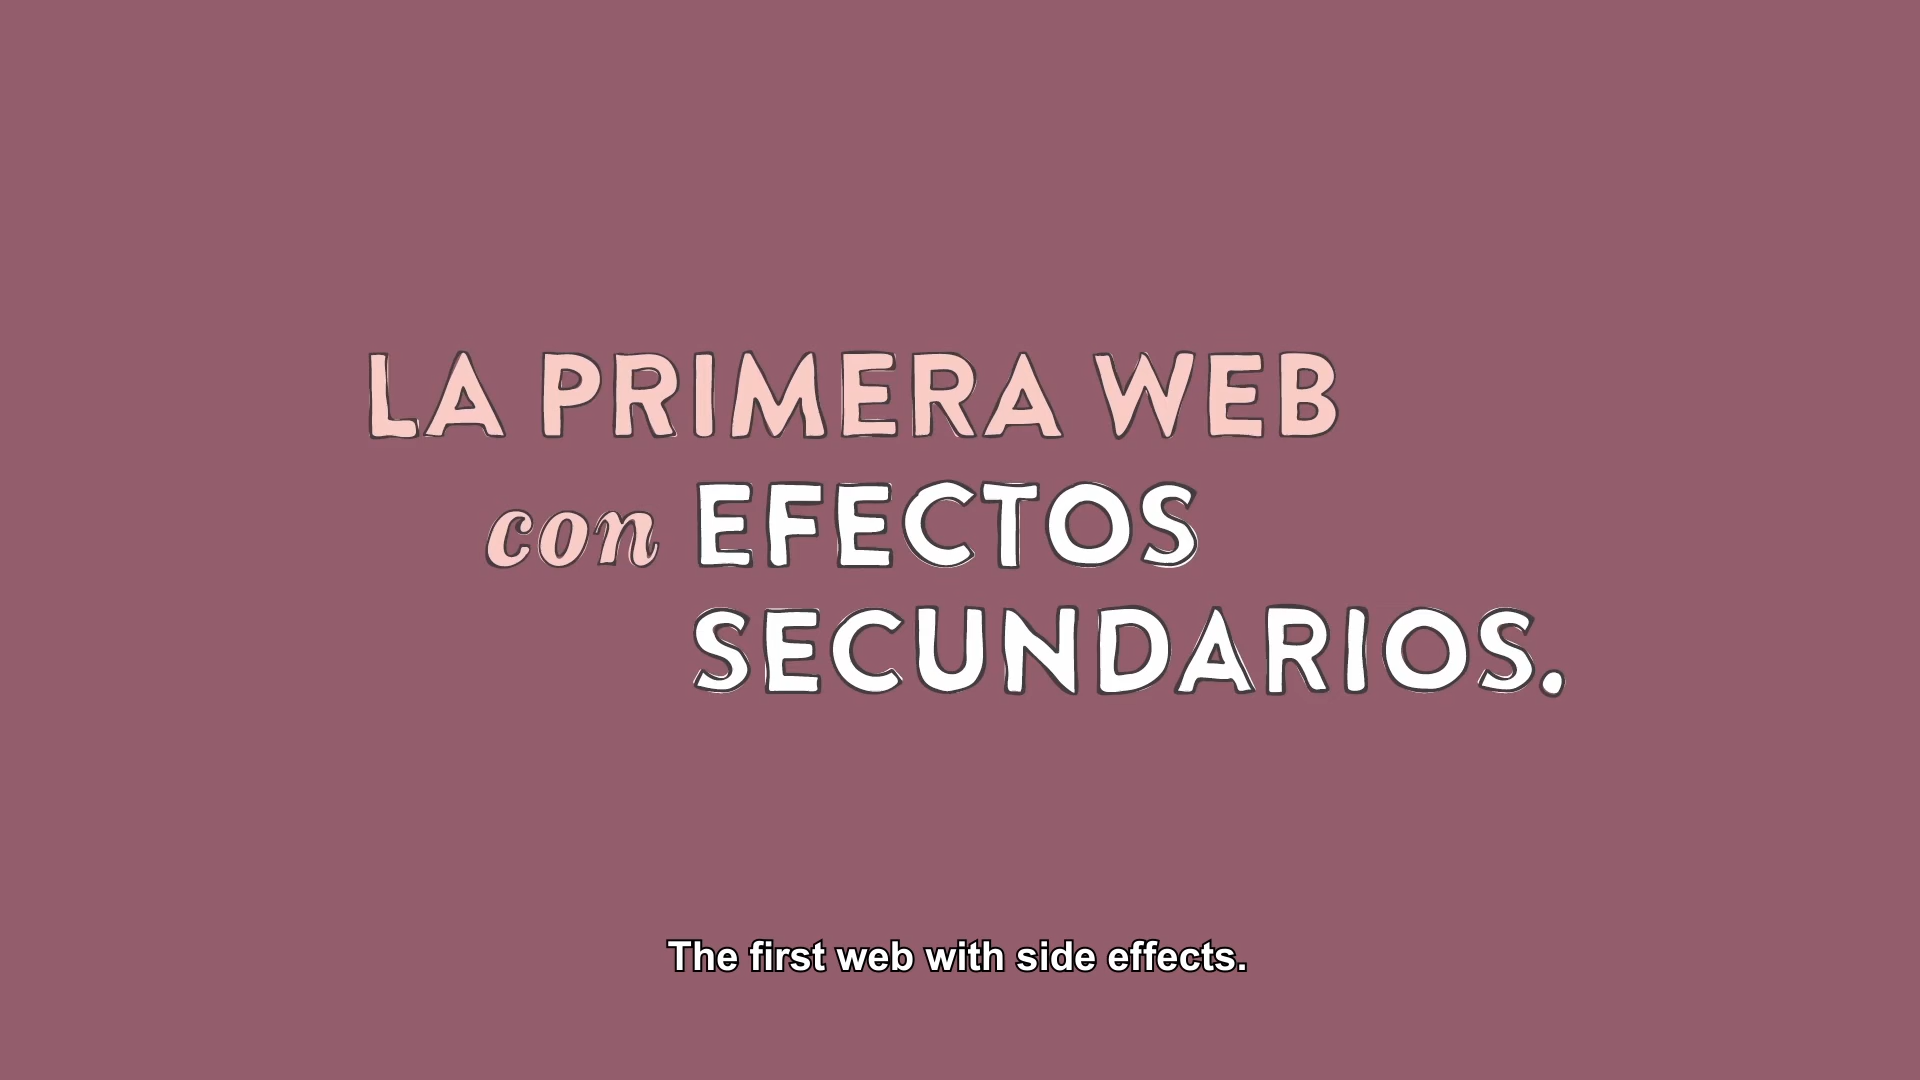 LA PRIMERA WEB
con EFECTOS
SECUNDARIOS.
The first web with side effects.